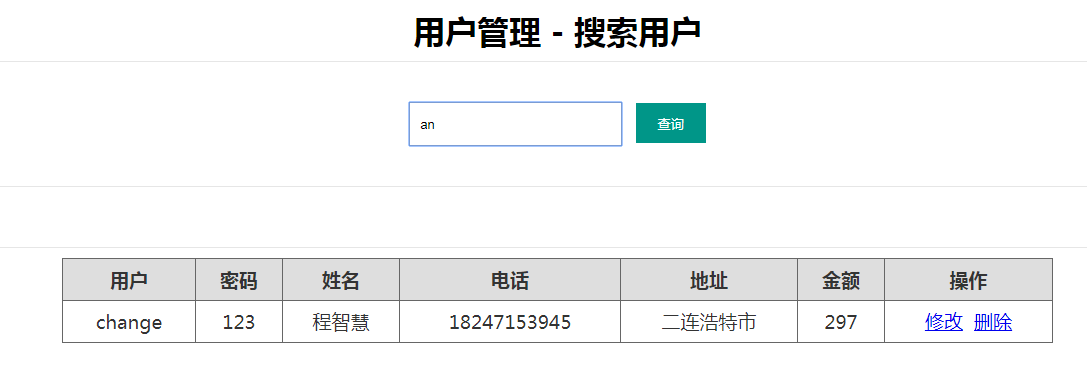 用户管理 - 搜索用户
an 查询
用户 密码 姓名 电话 地址 金额 操作
change 123 程智慧 18247153945 二连浩特市 297 修改 删除